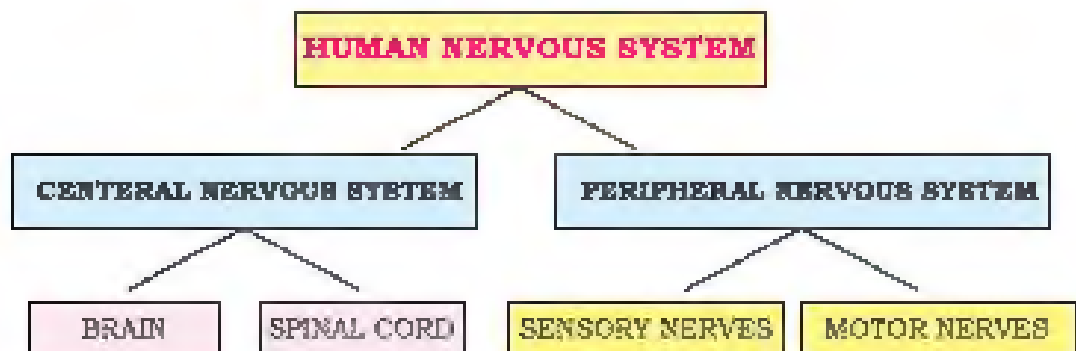 HUMAN NERVOUS SYSTEM
CENTERAL NERVOUS SYSTEM
PERIPHERAL NERVOUS SYSTEM
BRAIN
SPINAL CORD
SENSORY NERVES
MOTOR NERVES